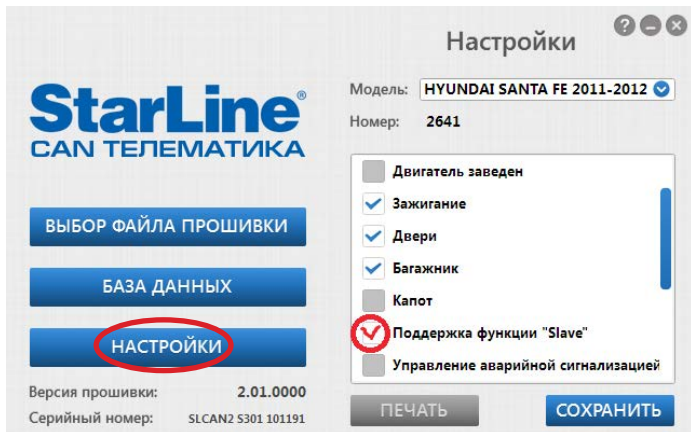 Настройки
? 
StarLine®
CAN ТЕЛЕМАТИКА
ВЫБОР ФАЙЛА ПРОШИВКИ
БАЗА ДАННЫХ
НАСТРОЙКИ
Версия прошивки: 2.01.0000
Серийный номер: SLCAN2 S301 101191
Модель: HYUNDAI SANTA FE 2011-2012
Номер: 2641
Двигатель заведен
Зажигание
Двери
Багажник
Капот
Поддержка функции "Slave"
Управление аварийной сигнализацией
ПЕЧАТЬ
СОХРАНИТЬ